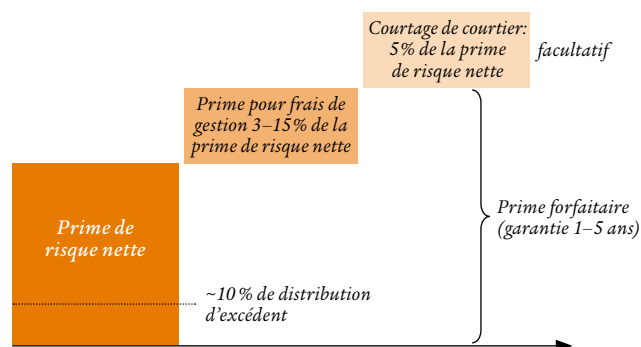 Courtage de courtier:
5% de la prime
de risque nette
facultatif
Prime pour frais de
gestion 3–15% de la
prime de risque nette
Prime de
risque nette
Prime forfaitaire
(garantie 1–5 ans)
~10 % de distribution
d’excédent